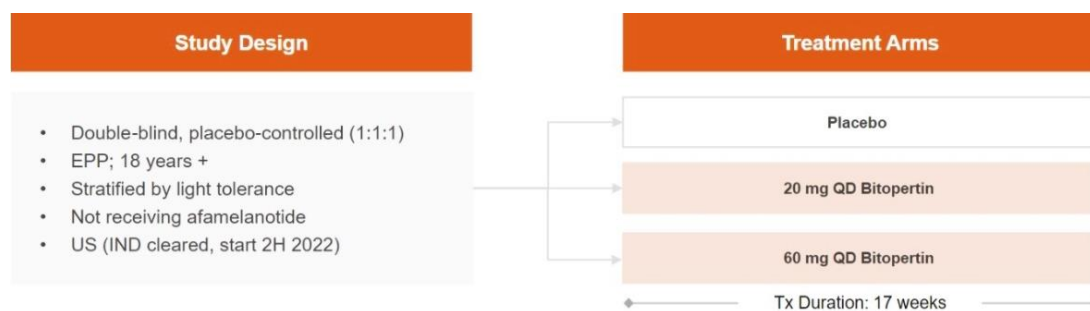 Study Design
• Double-blind, placebo-controlled (1:1:1)
• EPP; 18 years +
• Stratified by light tolerance
• Not receiving afamelanotide
• US (IND cleared, start 2H 2022)
Treatment Arms
Placebo
20 mg QD Bitopertin
60 mg QD Bitopertin
Tx Duration: 17 weeks